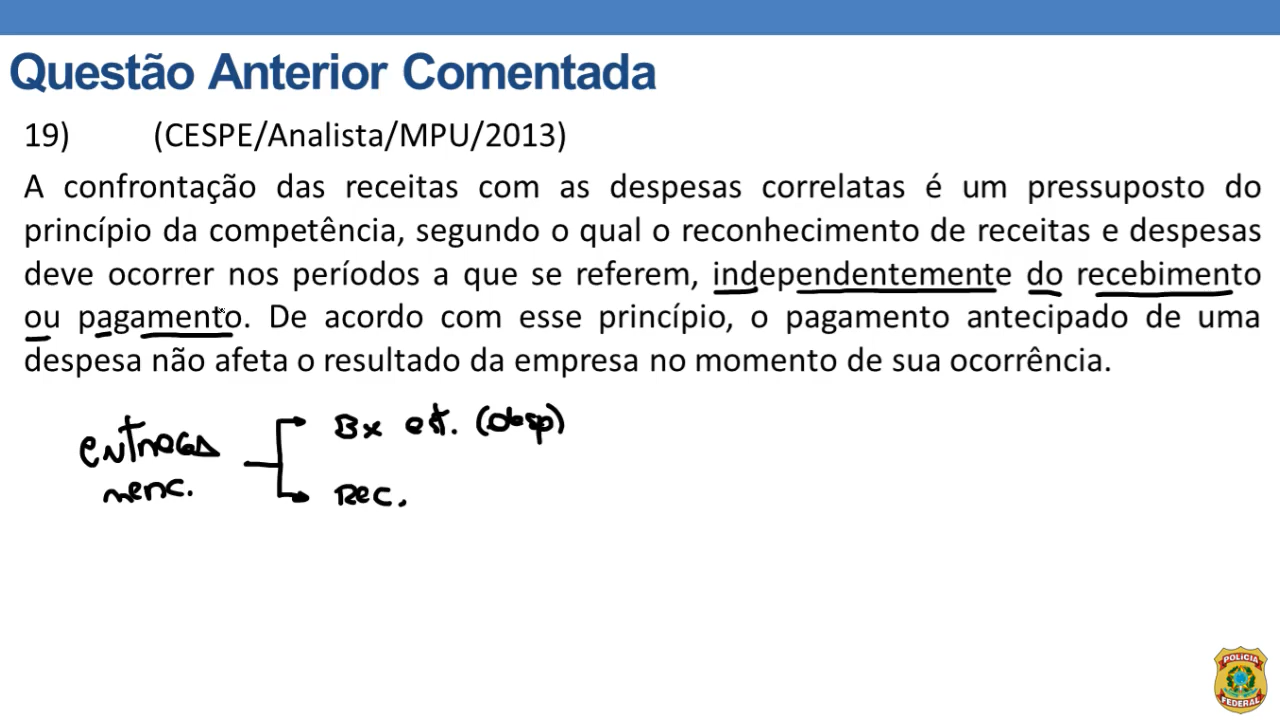 Questão Anterior Comentada
19) (CESPE/Analista/MPU/2013)
A confrontação das receitas com as despesas correlatas é um pressuposto do
princípio da competência, segundo o qual o reconhecimento de receitas e despesas
deve ocorrer nos períodos a que se referem, independentemente do recebimento
ou pagamento. De acordo com esse princípio, o pagamento antecipado de uma
despesa não afeta o resultado da empresa no momento de sua ocorrência.
entrega
merc.
Bx est. (desp)
Rec.
POLÍCIA
FEDERAL